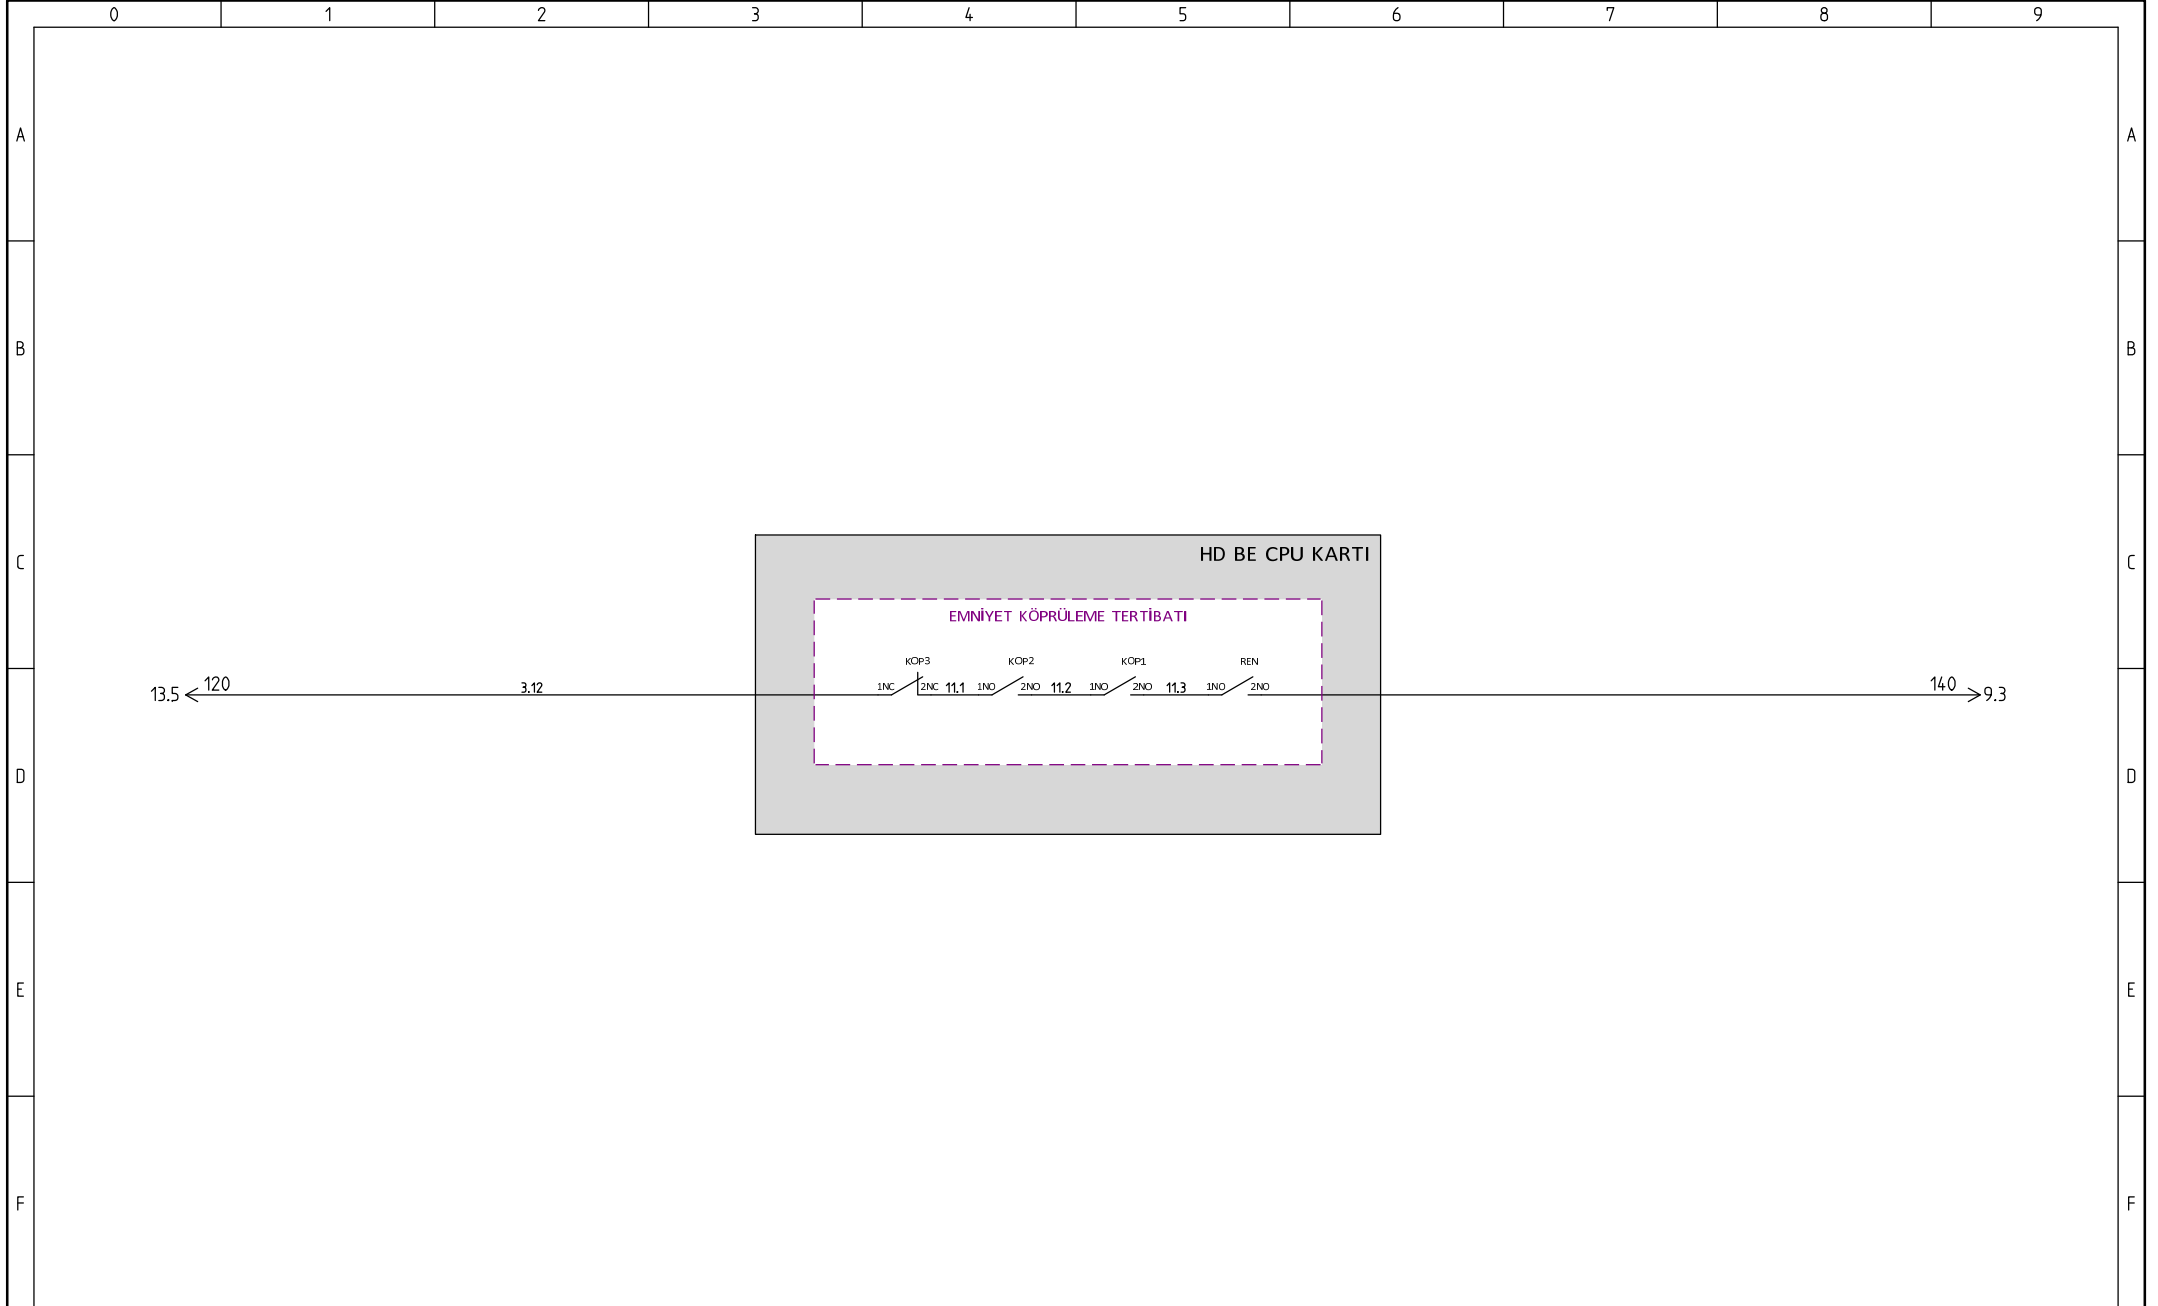 0 1 2 3 4 5 6 7 8 9
A A
B B
C C
HD BE CPU KARTI
EMNİYET KÖPRÜLEME TERTİBATI
KOP3 KOP2 KOP1 REN
13.5 120 3.12 1NC 2NC 11.1 1NO 2NO 11.2 1NO 2NO 11.3 1NO 2NO 140 9.3
D D
E E
F F